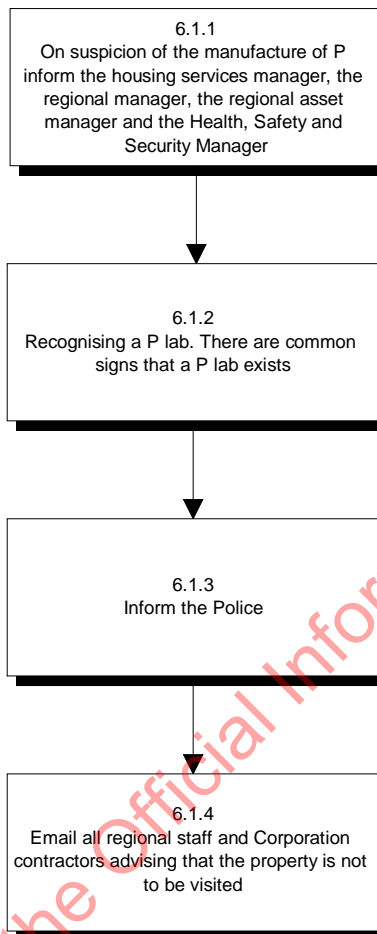 6.1.1
On suspicion of the manufacture of P
inform the housing services manager, the
regional manager, the regional asset
manager and the Health, Safety and
Security Manager
6.1.2
Recognising a P lab. There are common
signs that a P lab exists
6.1.3
Inform the Police
6.1.4
Email all regional staff and Corporation
contractors advising that the property is not
to be visited
the Official Infor